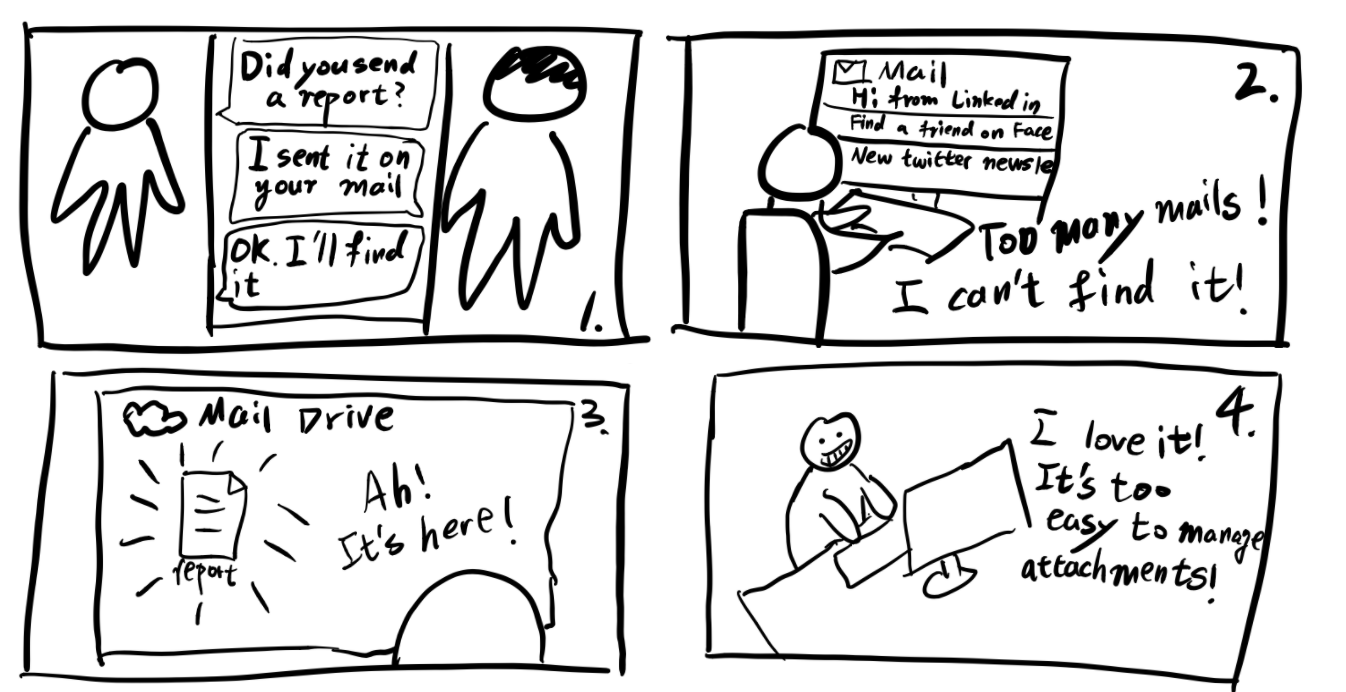 Did you send
a report?
I sent it on
your mail
OK. I'll find
it
1.
2.
Mail
Hi from Linked in
Find a friend on Face
New twitter newsle
Too many mails!
I can't find it!
3.
Mail Drive
Ah!
It's here!
report
4.
I love it!
It's too
easy to manage
attachments!